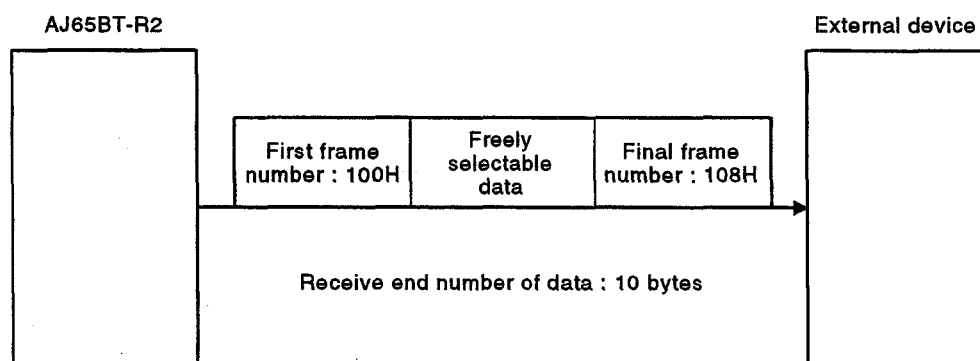 AJ65BT-R2
External device
First frame
number : 100H
Freely
selectable
data
Final frame
number : 108H
Receive end number of data : 10 bytes